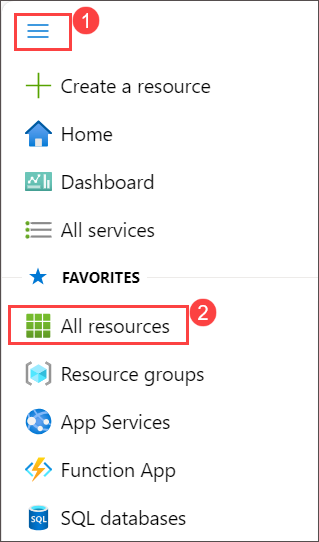 1
Create a resource
Home
Dashboard
All services
FAVORITES
All resources
2
Resource groups
App Services
Function App
SQL
SQL databases